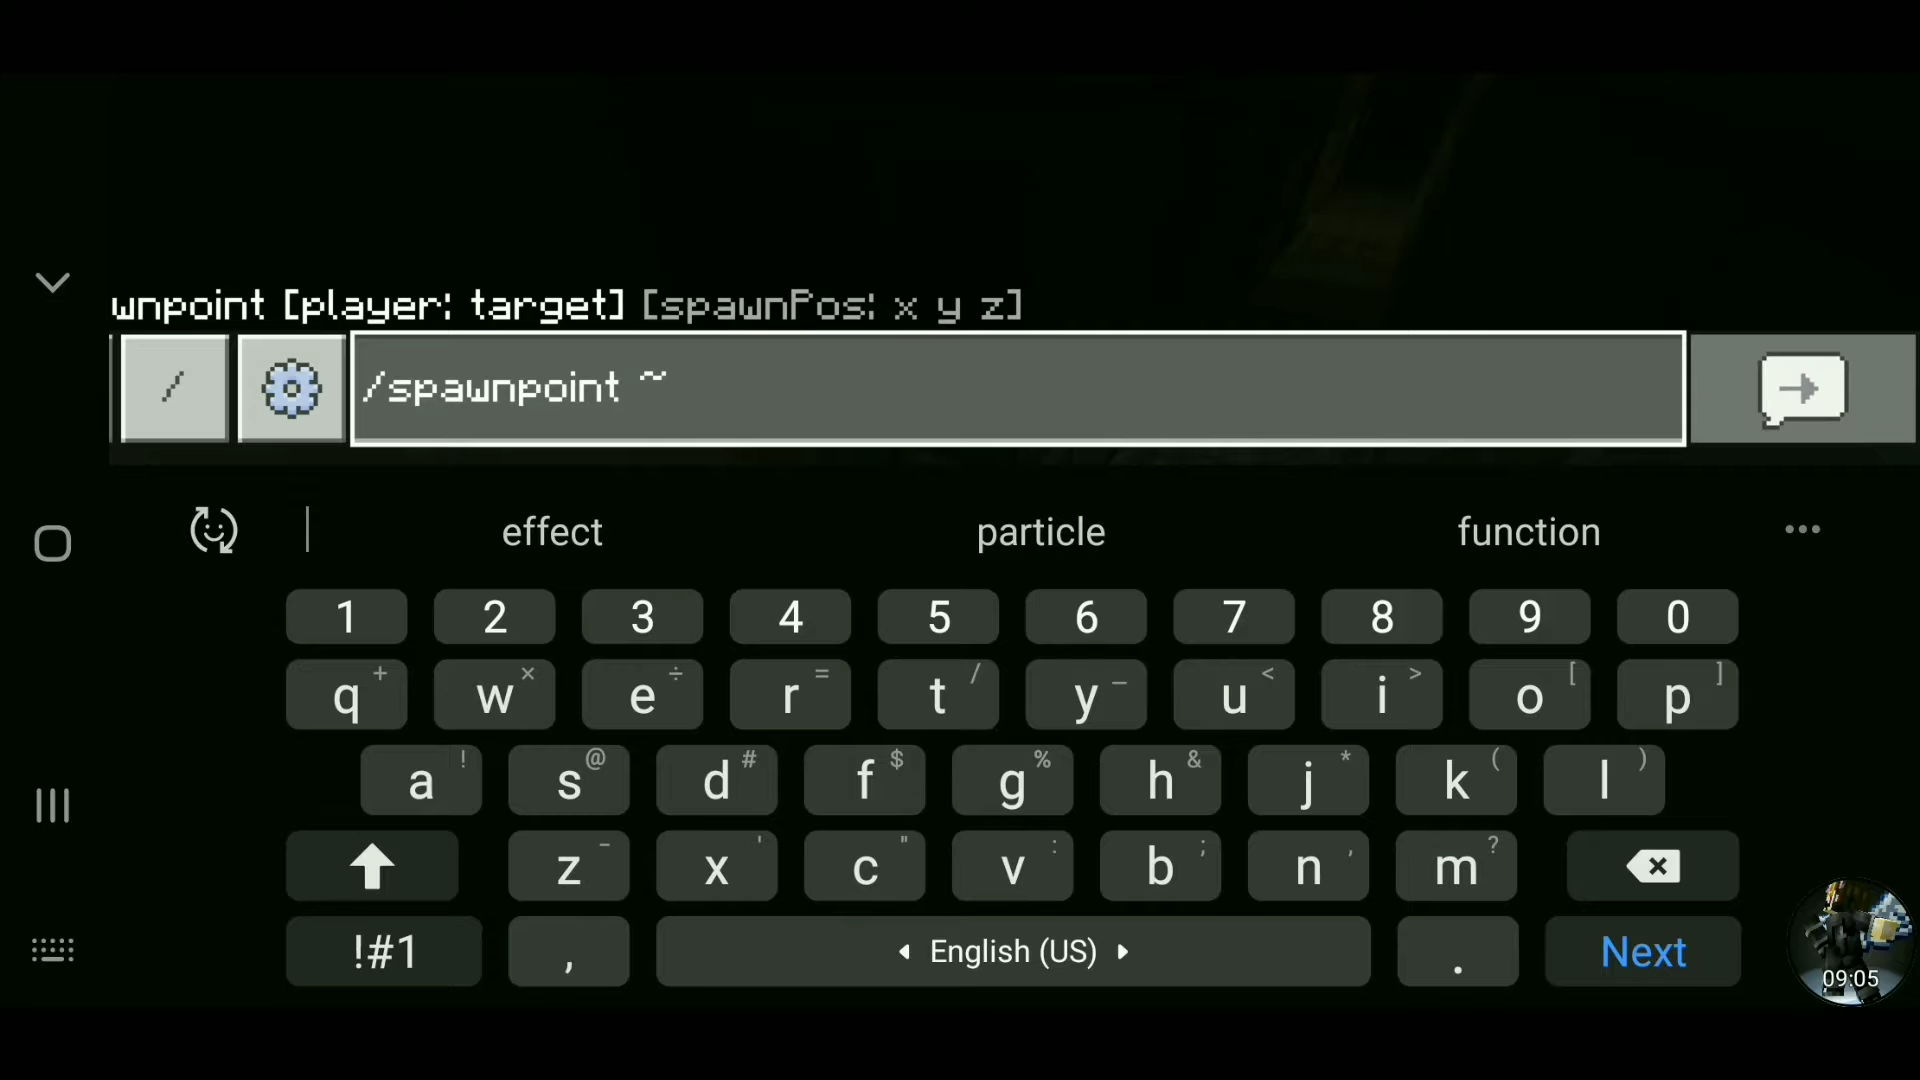 wnpoint [player: target] [spawnPos: x y z]
/ /spawnpoint ~
effect particle function ...
1 2 3 4 5 6 7 8 9 0
q + w × e ÷ r = t / y _ u < i > o [ p ]
a ! s @ d # f $ g % h & j * k ( l )
z - x ' c " v : b ; n , m ?
!#1 , English (US) . Next
09:05